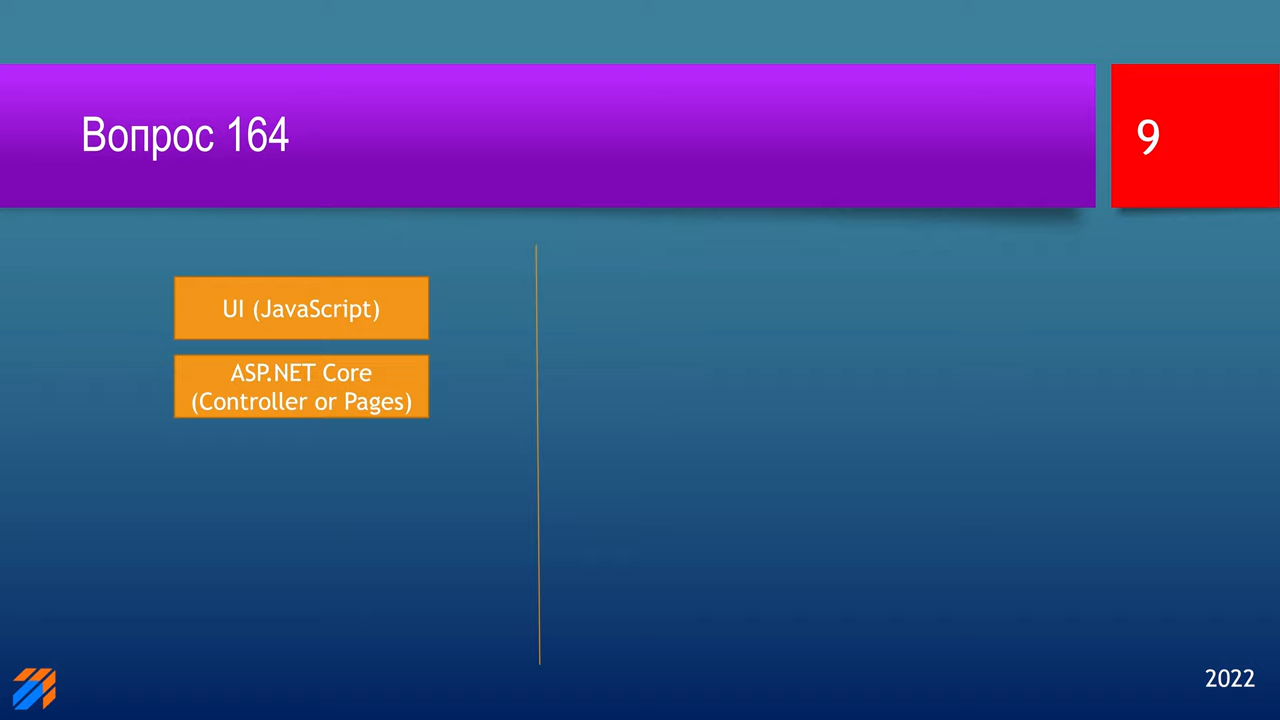 Вопрос 164
9
UI (JavaScript)
ASP.NET Core
(Controller or Pages)
2022